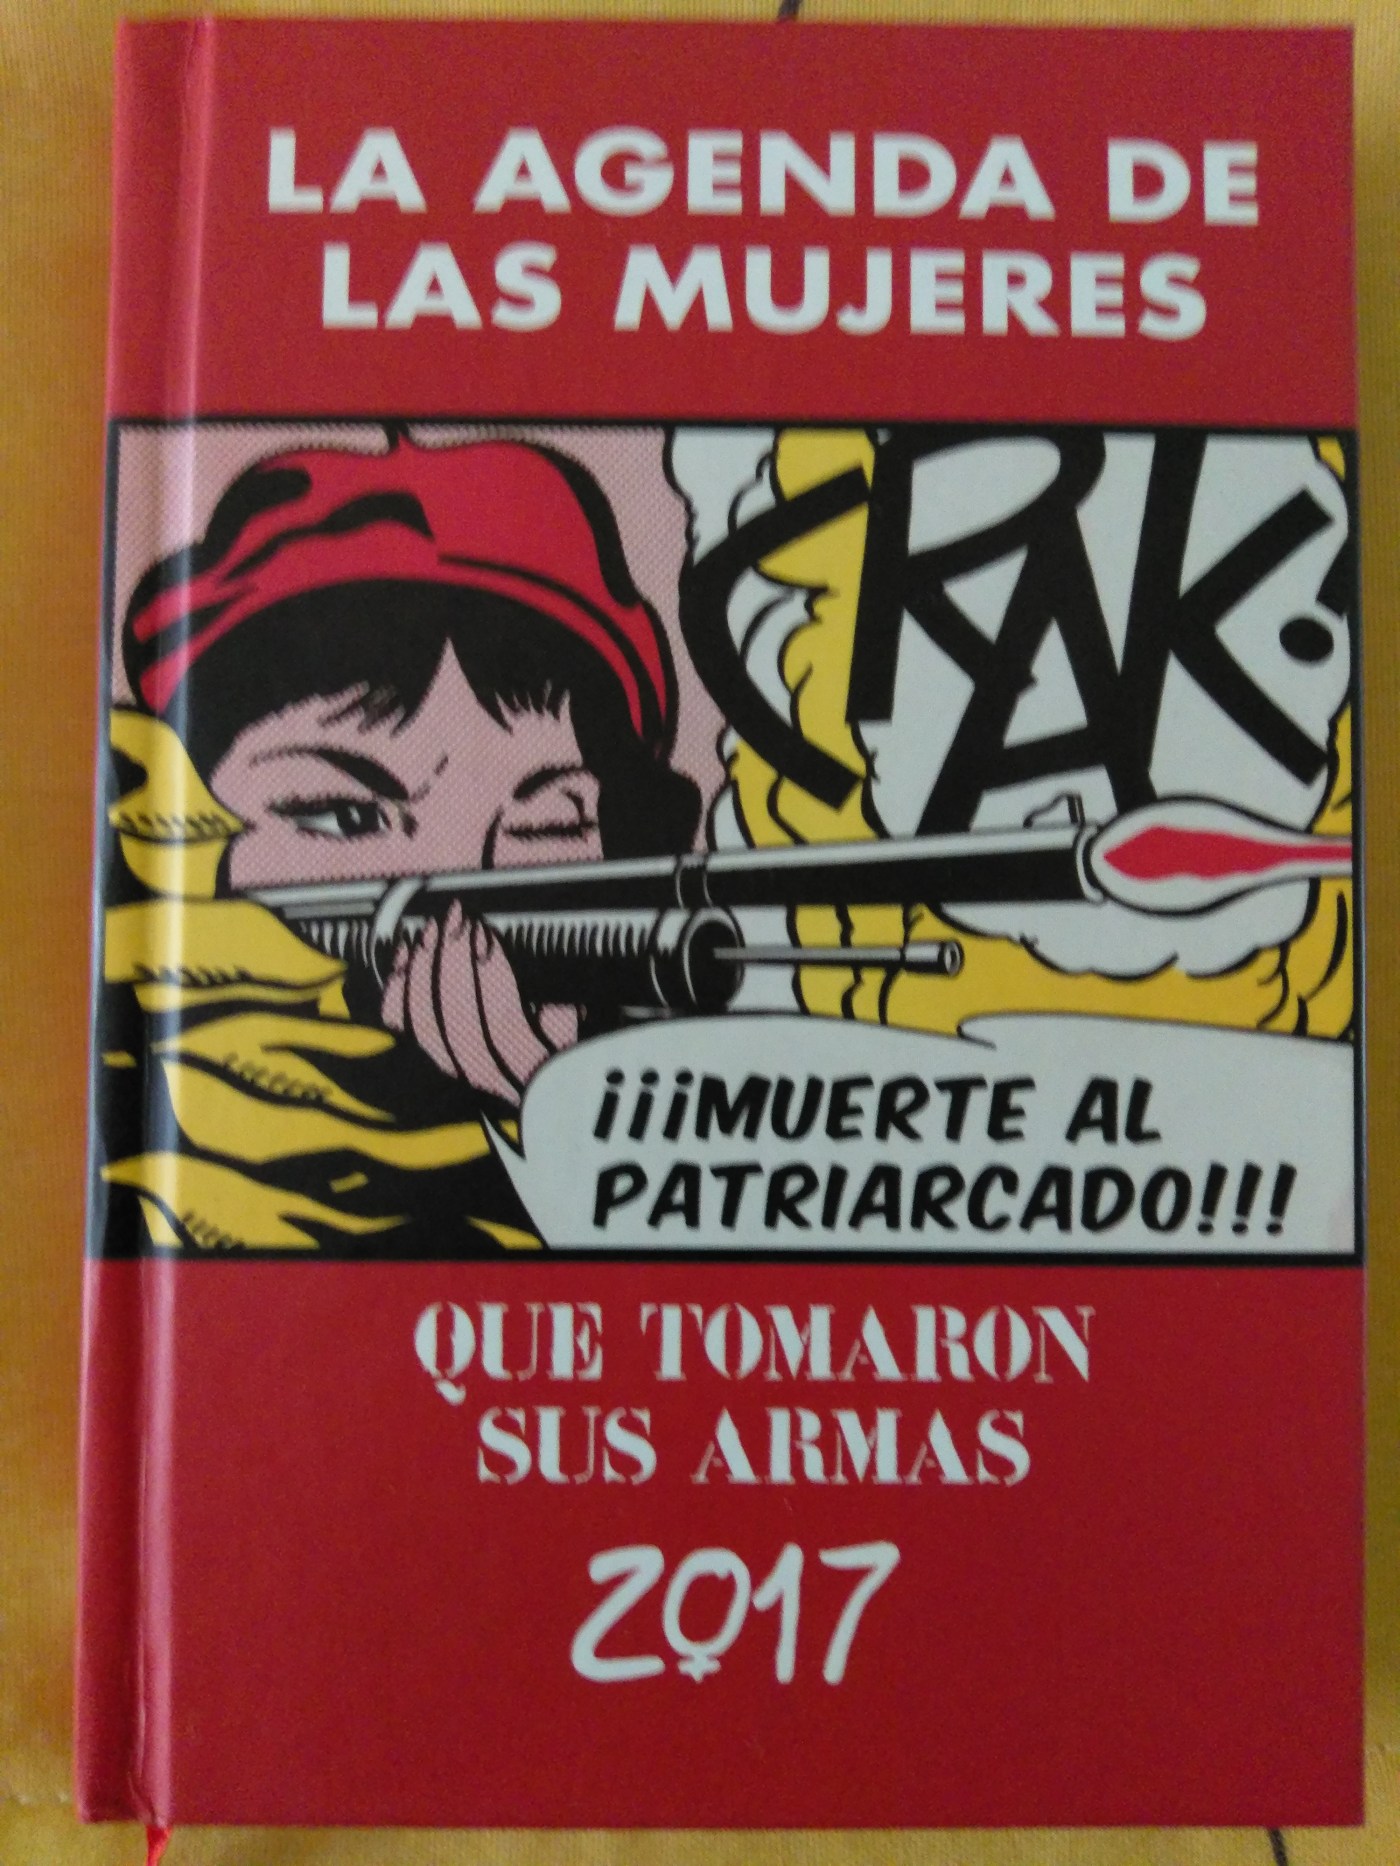 LA AGENDA DE
LAS MUJERES
CRAK!
¡¡¡MUERTE AL
PATRIARCADO!!!
QUE TOMARON
SUS ARMAS
2017